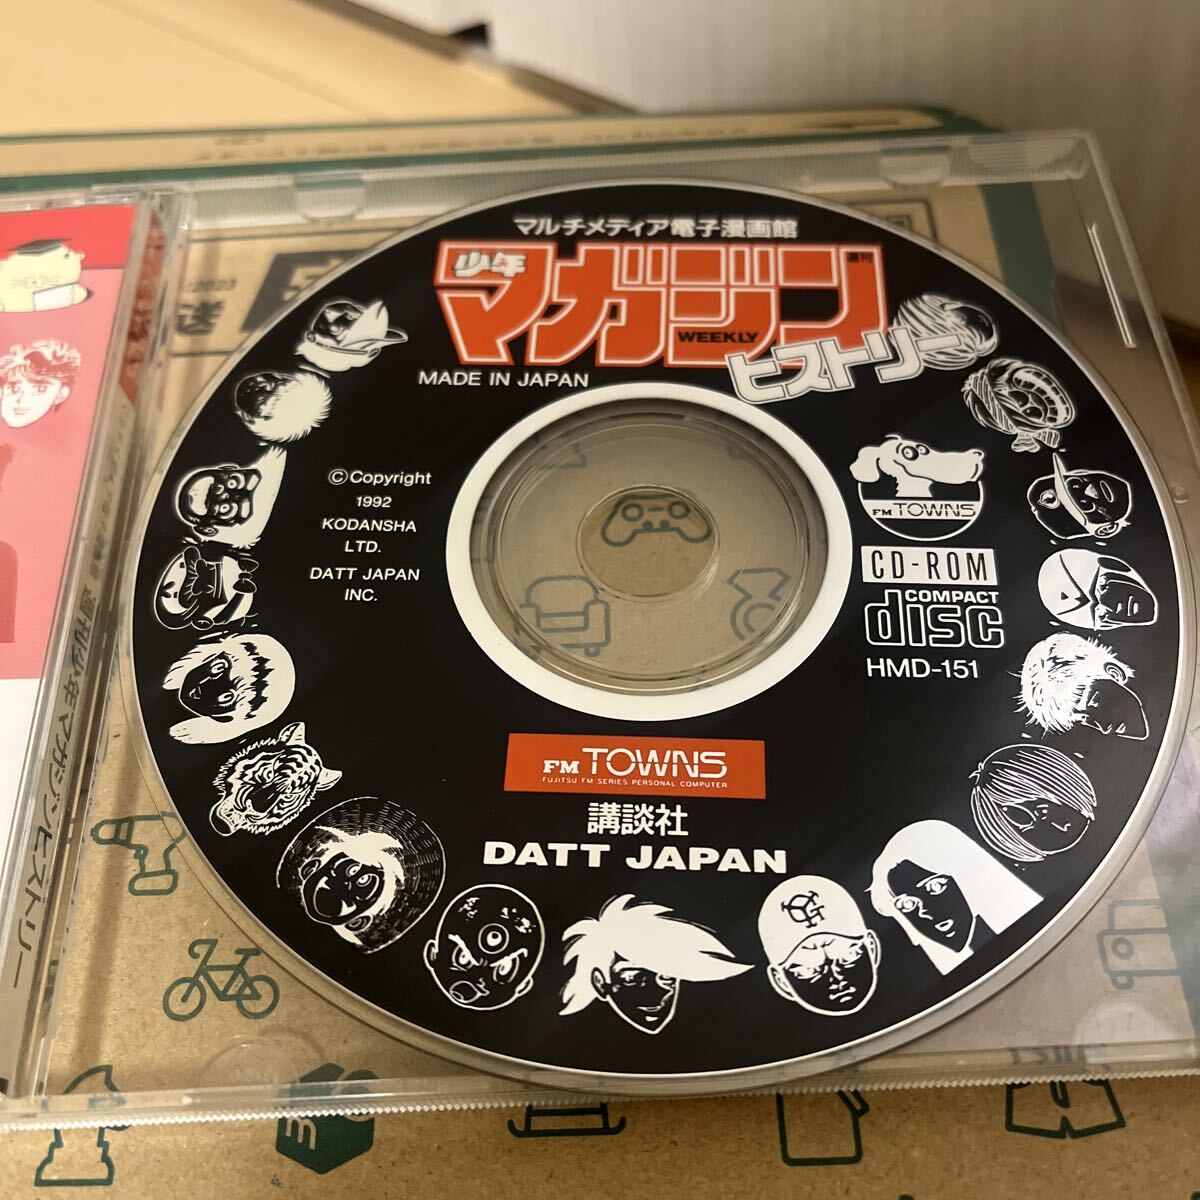 マルチメディア電子漫画館
少年
マガジン
週刊
WEEKLY
ヒストリー
MADE IN JAPAN
©Copyright
1992
KODANSHA
LTD.
DATT JAPAN
INC.
FM TOWNS
CD-ROM
COMPACT
disc
HMD-151
FM TOWNS
FUJITSU FM SERIES PERSONAL COMPUTER
講談社
DATT JAPAN
週刊少年マガジンヒストリー